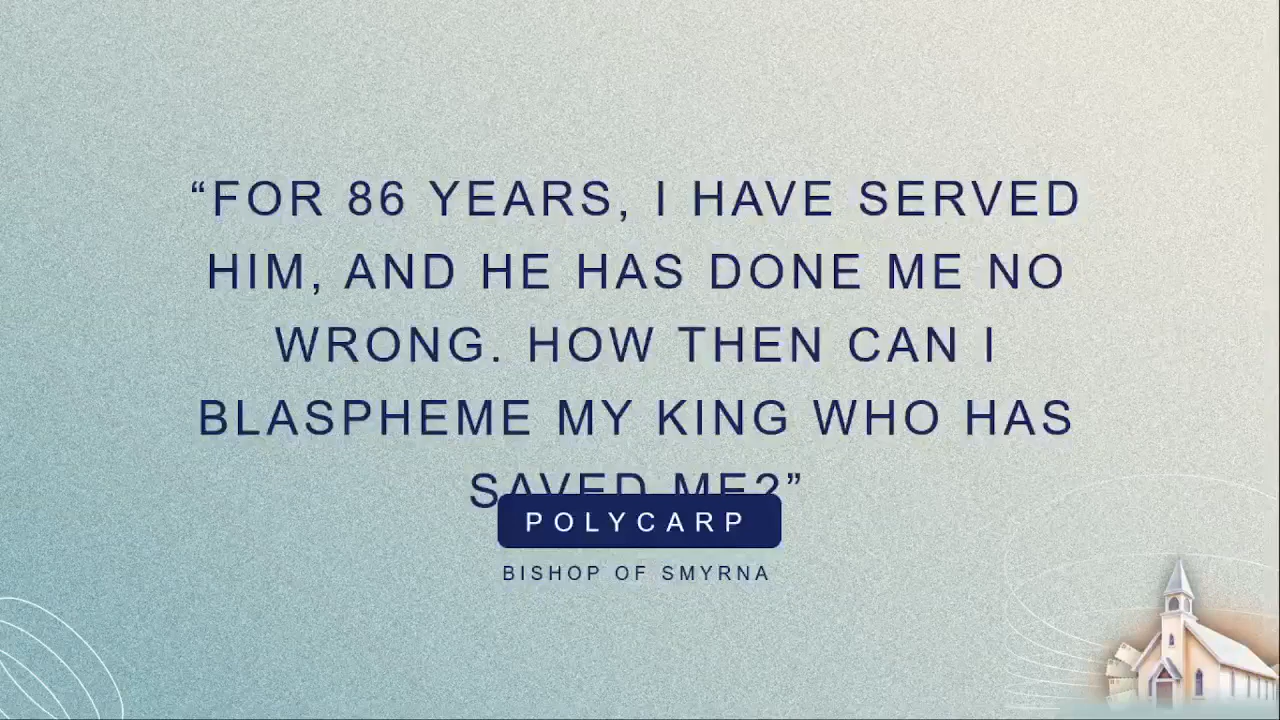 “FOR 86 YEARS, I HAVE SERVED
HIM, AND HE HAS DONE ME NO
WRONG. HOW THEN CAN I
BLASPHEME MY KING WHO HAS
SAVED ME?”
POLYCARP
BISHOP OF SMYRNA